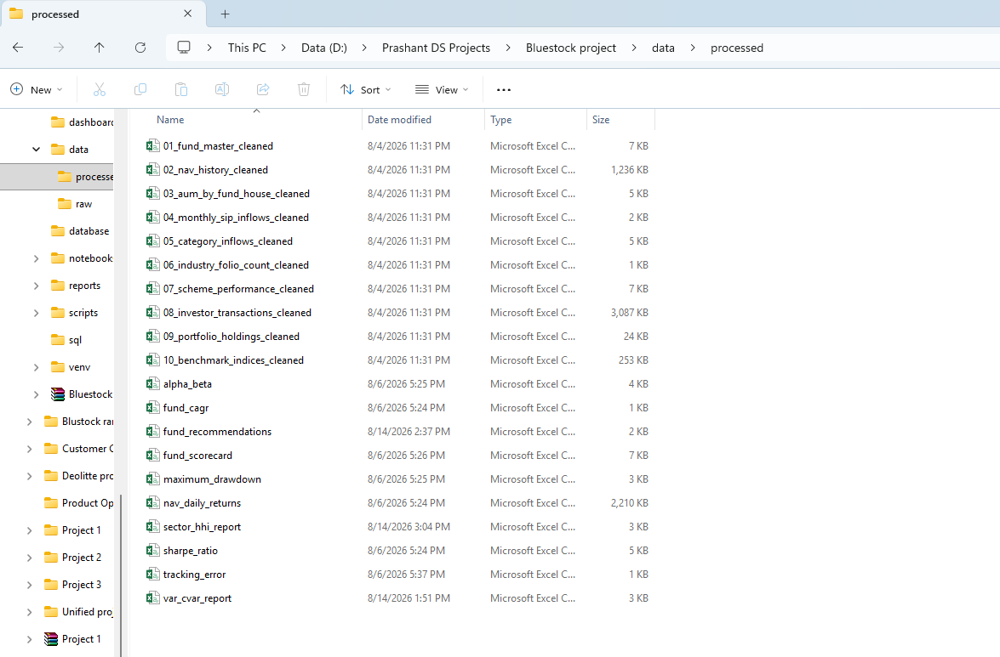 processed
This PC > Data (D:) > Prashant DS Projects > Bluestock project > data > processed
New Sort View ...
dashboard
data
processe
raw
database
notebook
reports
scripts
sql
venv
Bluestock
Blustock rar
Customer C
Deolitte pro
Product Op
Project 1
Project 2
Project 3
Unified proj
Project 1
Name Date modified Type Size
01_fund_master_cleaned 8/4/2026 11:31 PM Microsoft Excel C... 7 KB
02_nav_history_cleaned 8/4/2026 11:31 PM Microsoft Excel C... 1,236 KB
03_aum_by_fund_house_cleaned 8/4/2026 11:31 PM Microsoft Excel C... 5 KB
04_monthly_sip_inflows_cleaned 8/4/2026 11:31 PM Microsoft Excel C... 2 KB
05_category_inflows_cleaned 8/4/2026 11:31 PM Microsoft Excel C... 5 KB
06_industry_folio_count_cleaned 8/4/2026 11:31 PM Microsoft Excel C... 1 KB
07_scheme_performance_cleaned 8/4/2026 11:31 PM Microsoft Excel C... 7 KB
08_investor_transactions_cleaned 8/4/2026 11:31 PM Microsoft Excel C... 3,087 KB
09_portfolio_holdings_cleaned 8/4/2026 11:31 PM Microsoft Excel C... 24 KB
10_benchmark_indices_cleaned 8/4/2026 11:31 PM Microsoft Excel C... 253 KB
alpha_beta 8/6/2026 5:25 PM Microsoft Excel C... 4 KB
fund_cagr 8/6/2026 5:24 PM Microsoft Excel C... 1 KB
fund_recommendations 8/14/2026 2:37 PM Microsoft Excel C... 2 KB
fund_scorecard 8/6/2026 5:26 PM Microsoft Excel C... 7 KB
maximum_drawdown 8/6/2026 5:25 PM Microsoft Excel C... 3 KB
nav_daily_returns 8/6/2026 5:24 PM Microsoft Excel C... 2,210 KB
sector_hhi_report 8/14/2026 3:04 PM Microsoft Excel C... 3 KB
sharpe_ratio 8/6/2026 5:24 PM Microsoft Excel C... 5 KB
tracking_error 8/6/2026 5:37 PM Microsoft Excel C... 1 KB
var_cvar_report 8/14/2026 1:51 PM Microsoft Excel C... 3 KB